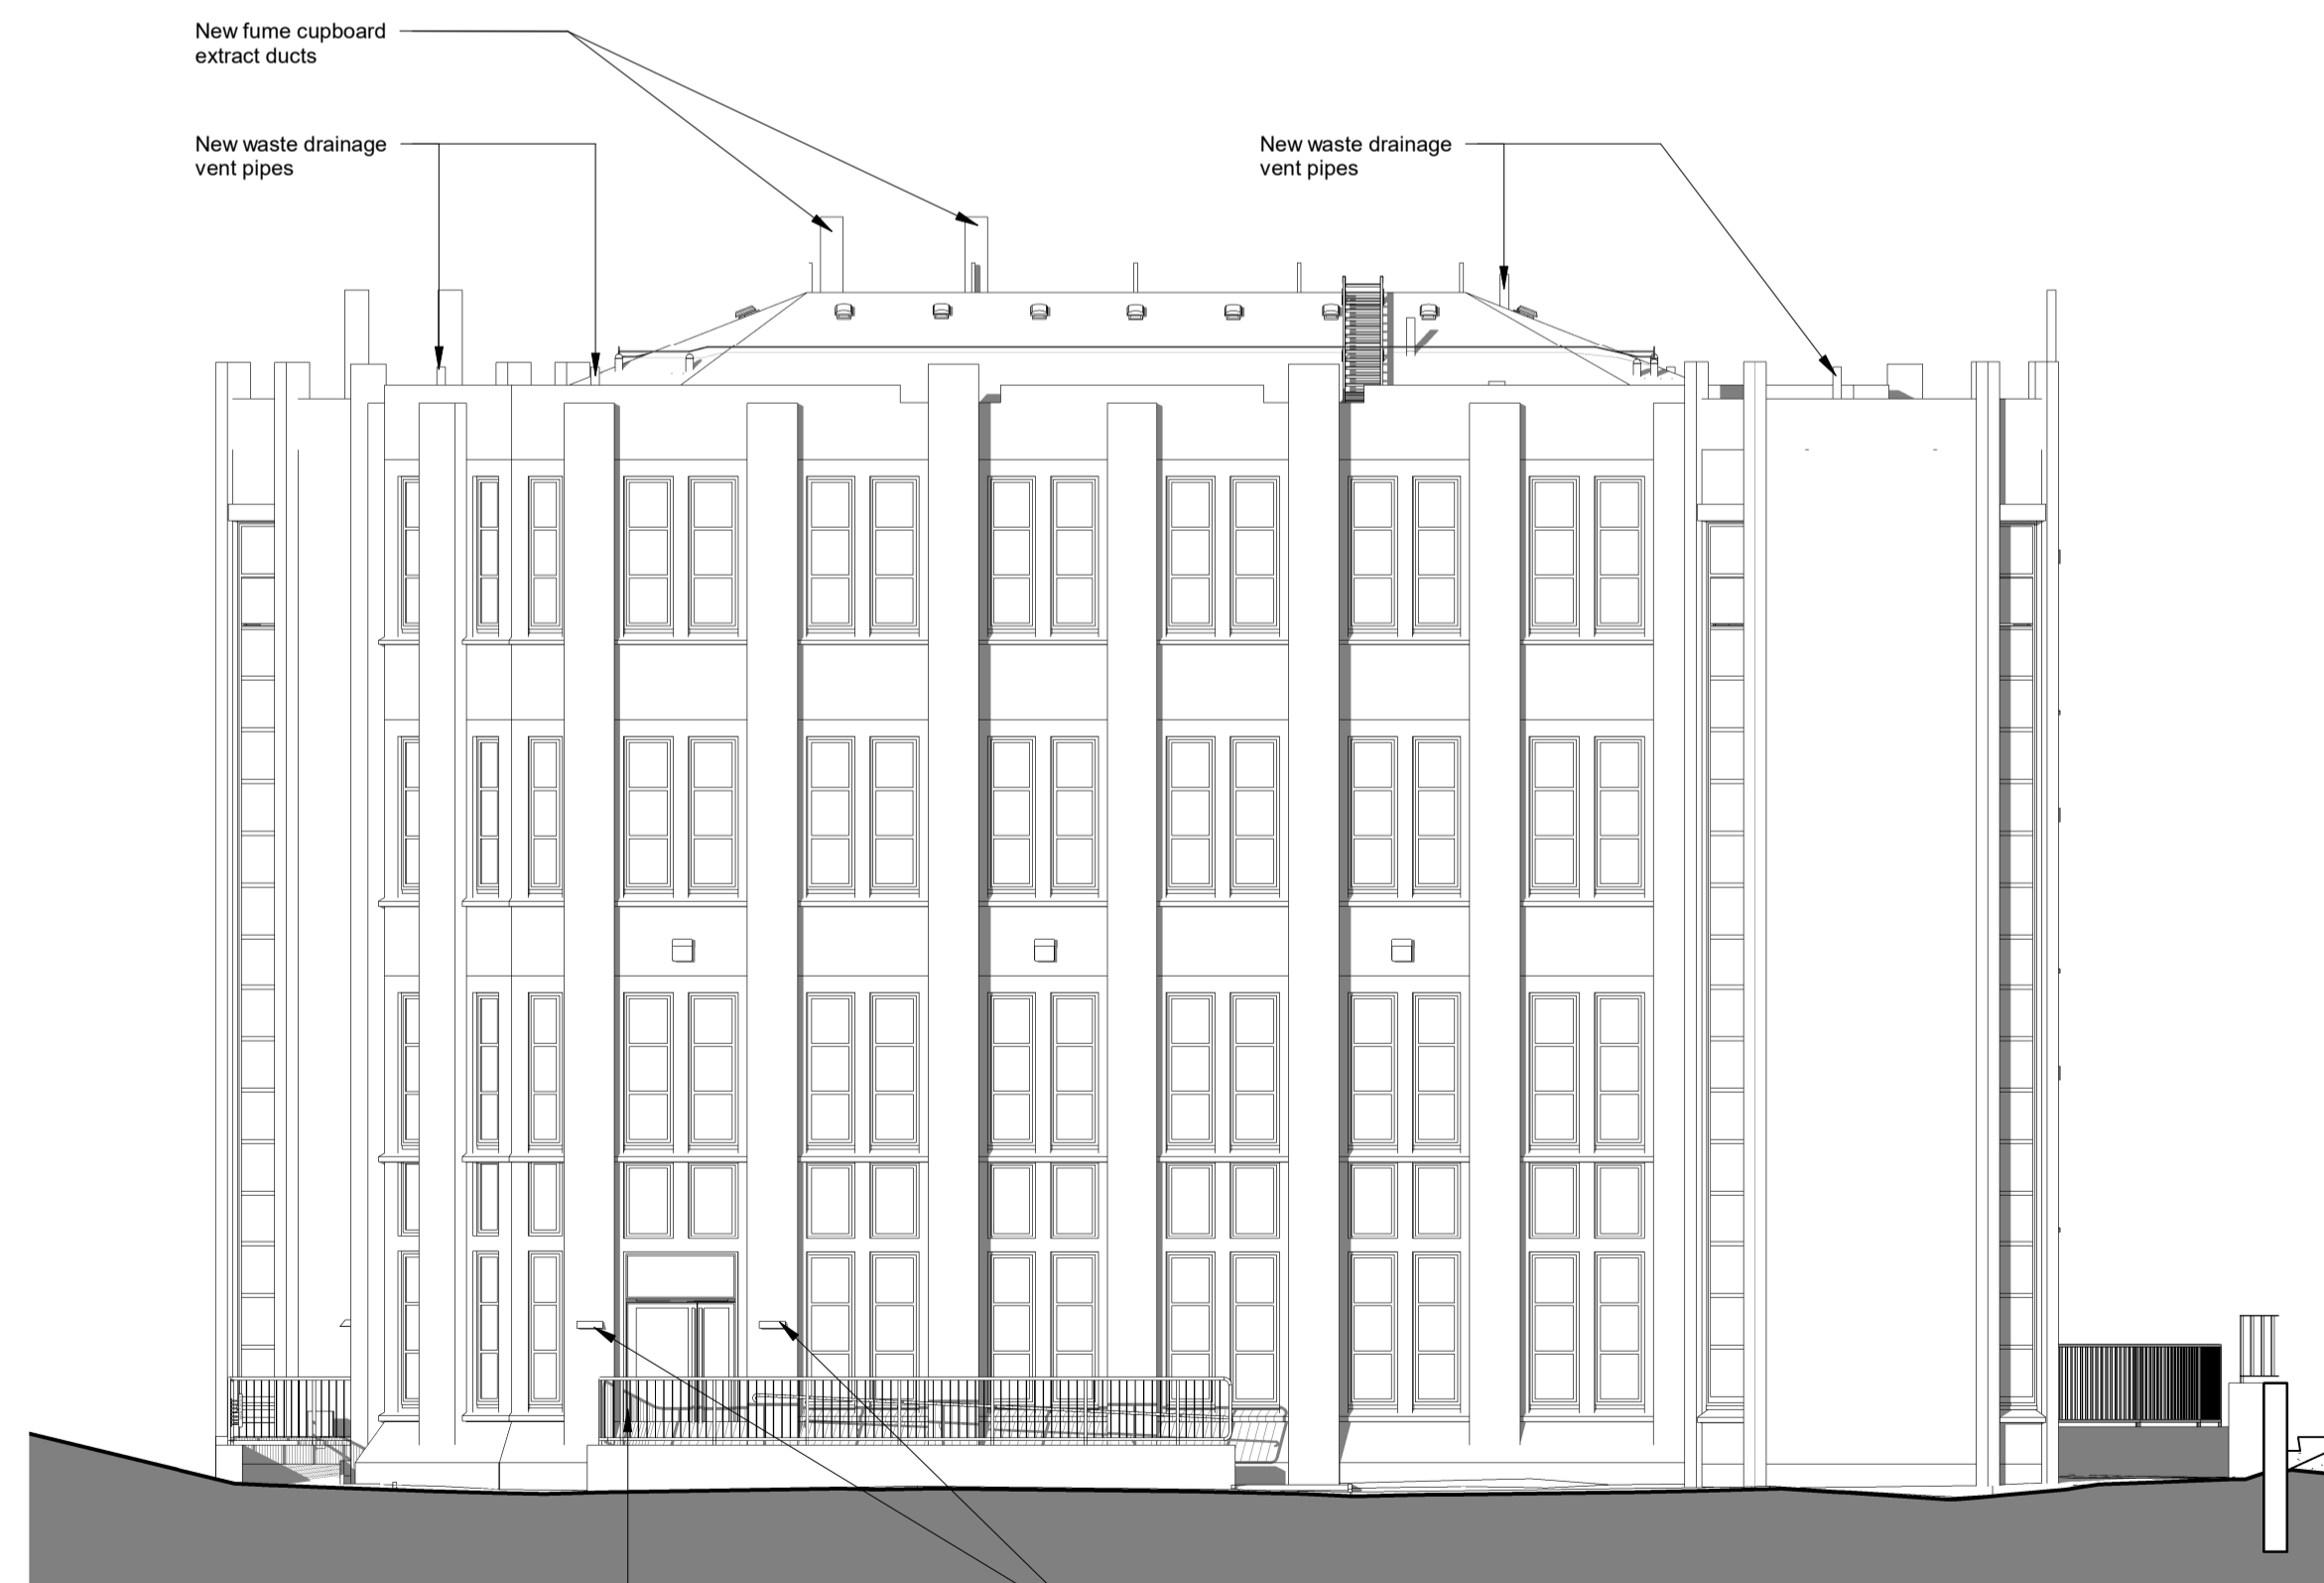 New fume cupboard
extract ducts
New waste drainage
vent pipes
New waste drainage
vent pipes